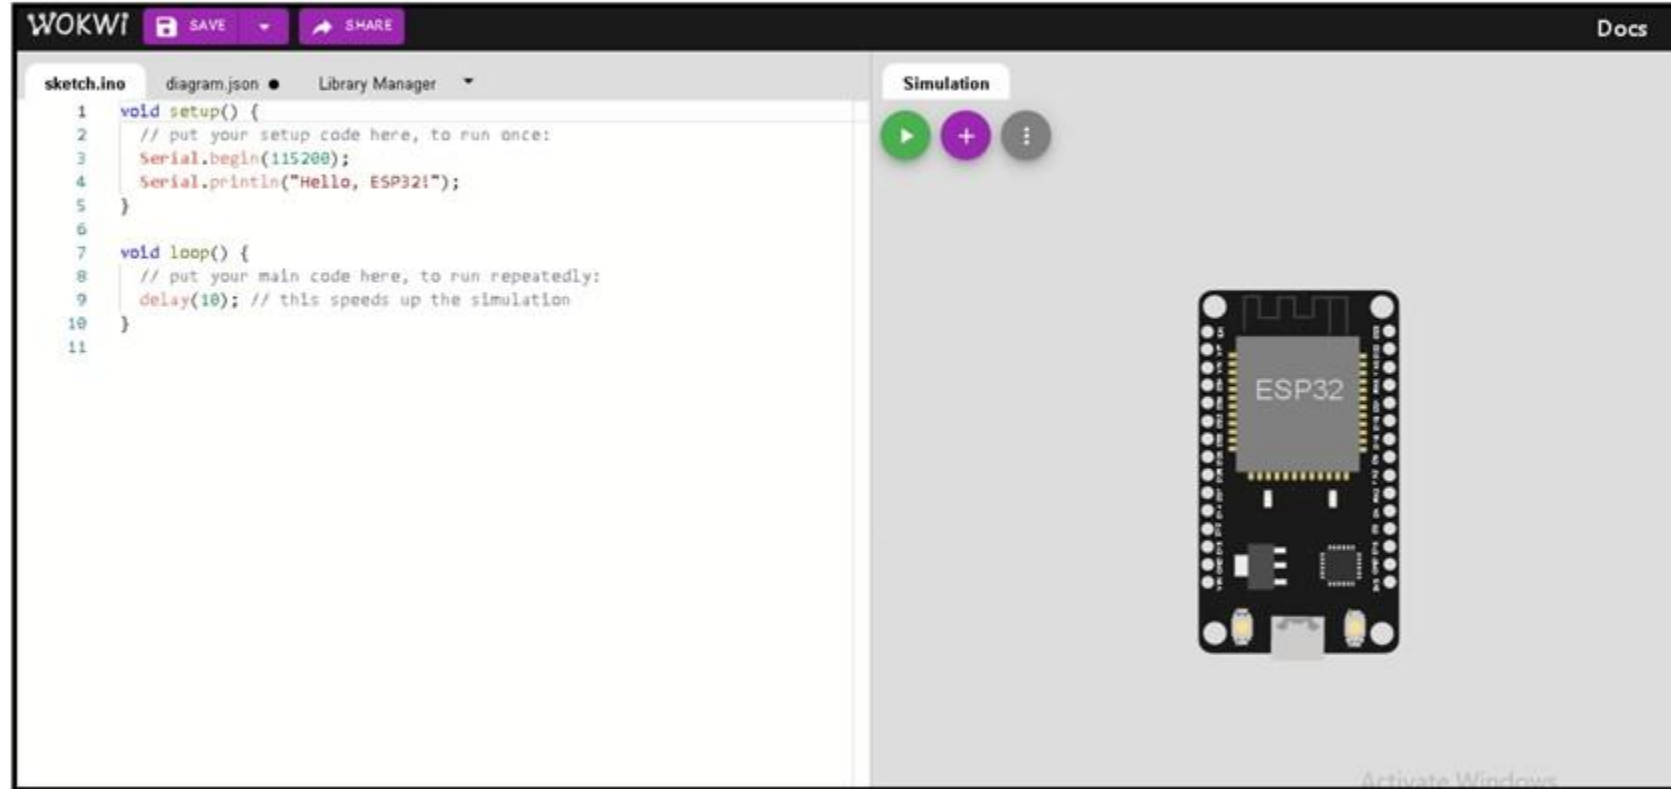 WOKWI SAVE SHARE Docs
sketch.ino diagram.json ● Library Manager
Simulation
1 void setup() {
2 // put your setup code here, to run once:
3 Serial.begin(115200);
4 Serial.println("Hello, ESP32!");
5 }
6
7 void loop() {
8 // put your main code here, to run repeatedly:
9 delay(10); // this speeds up the simulation
10 }
11
ESP32
Activate Windows